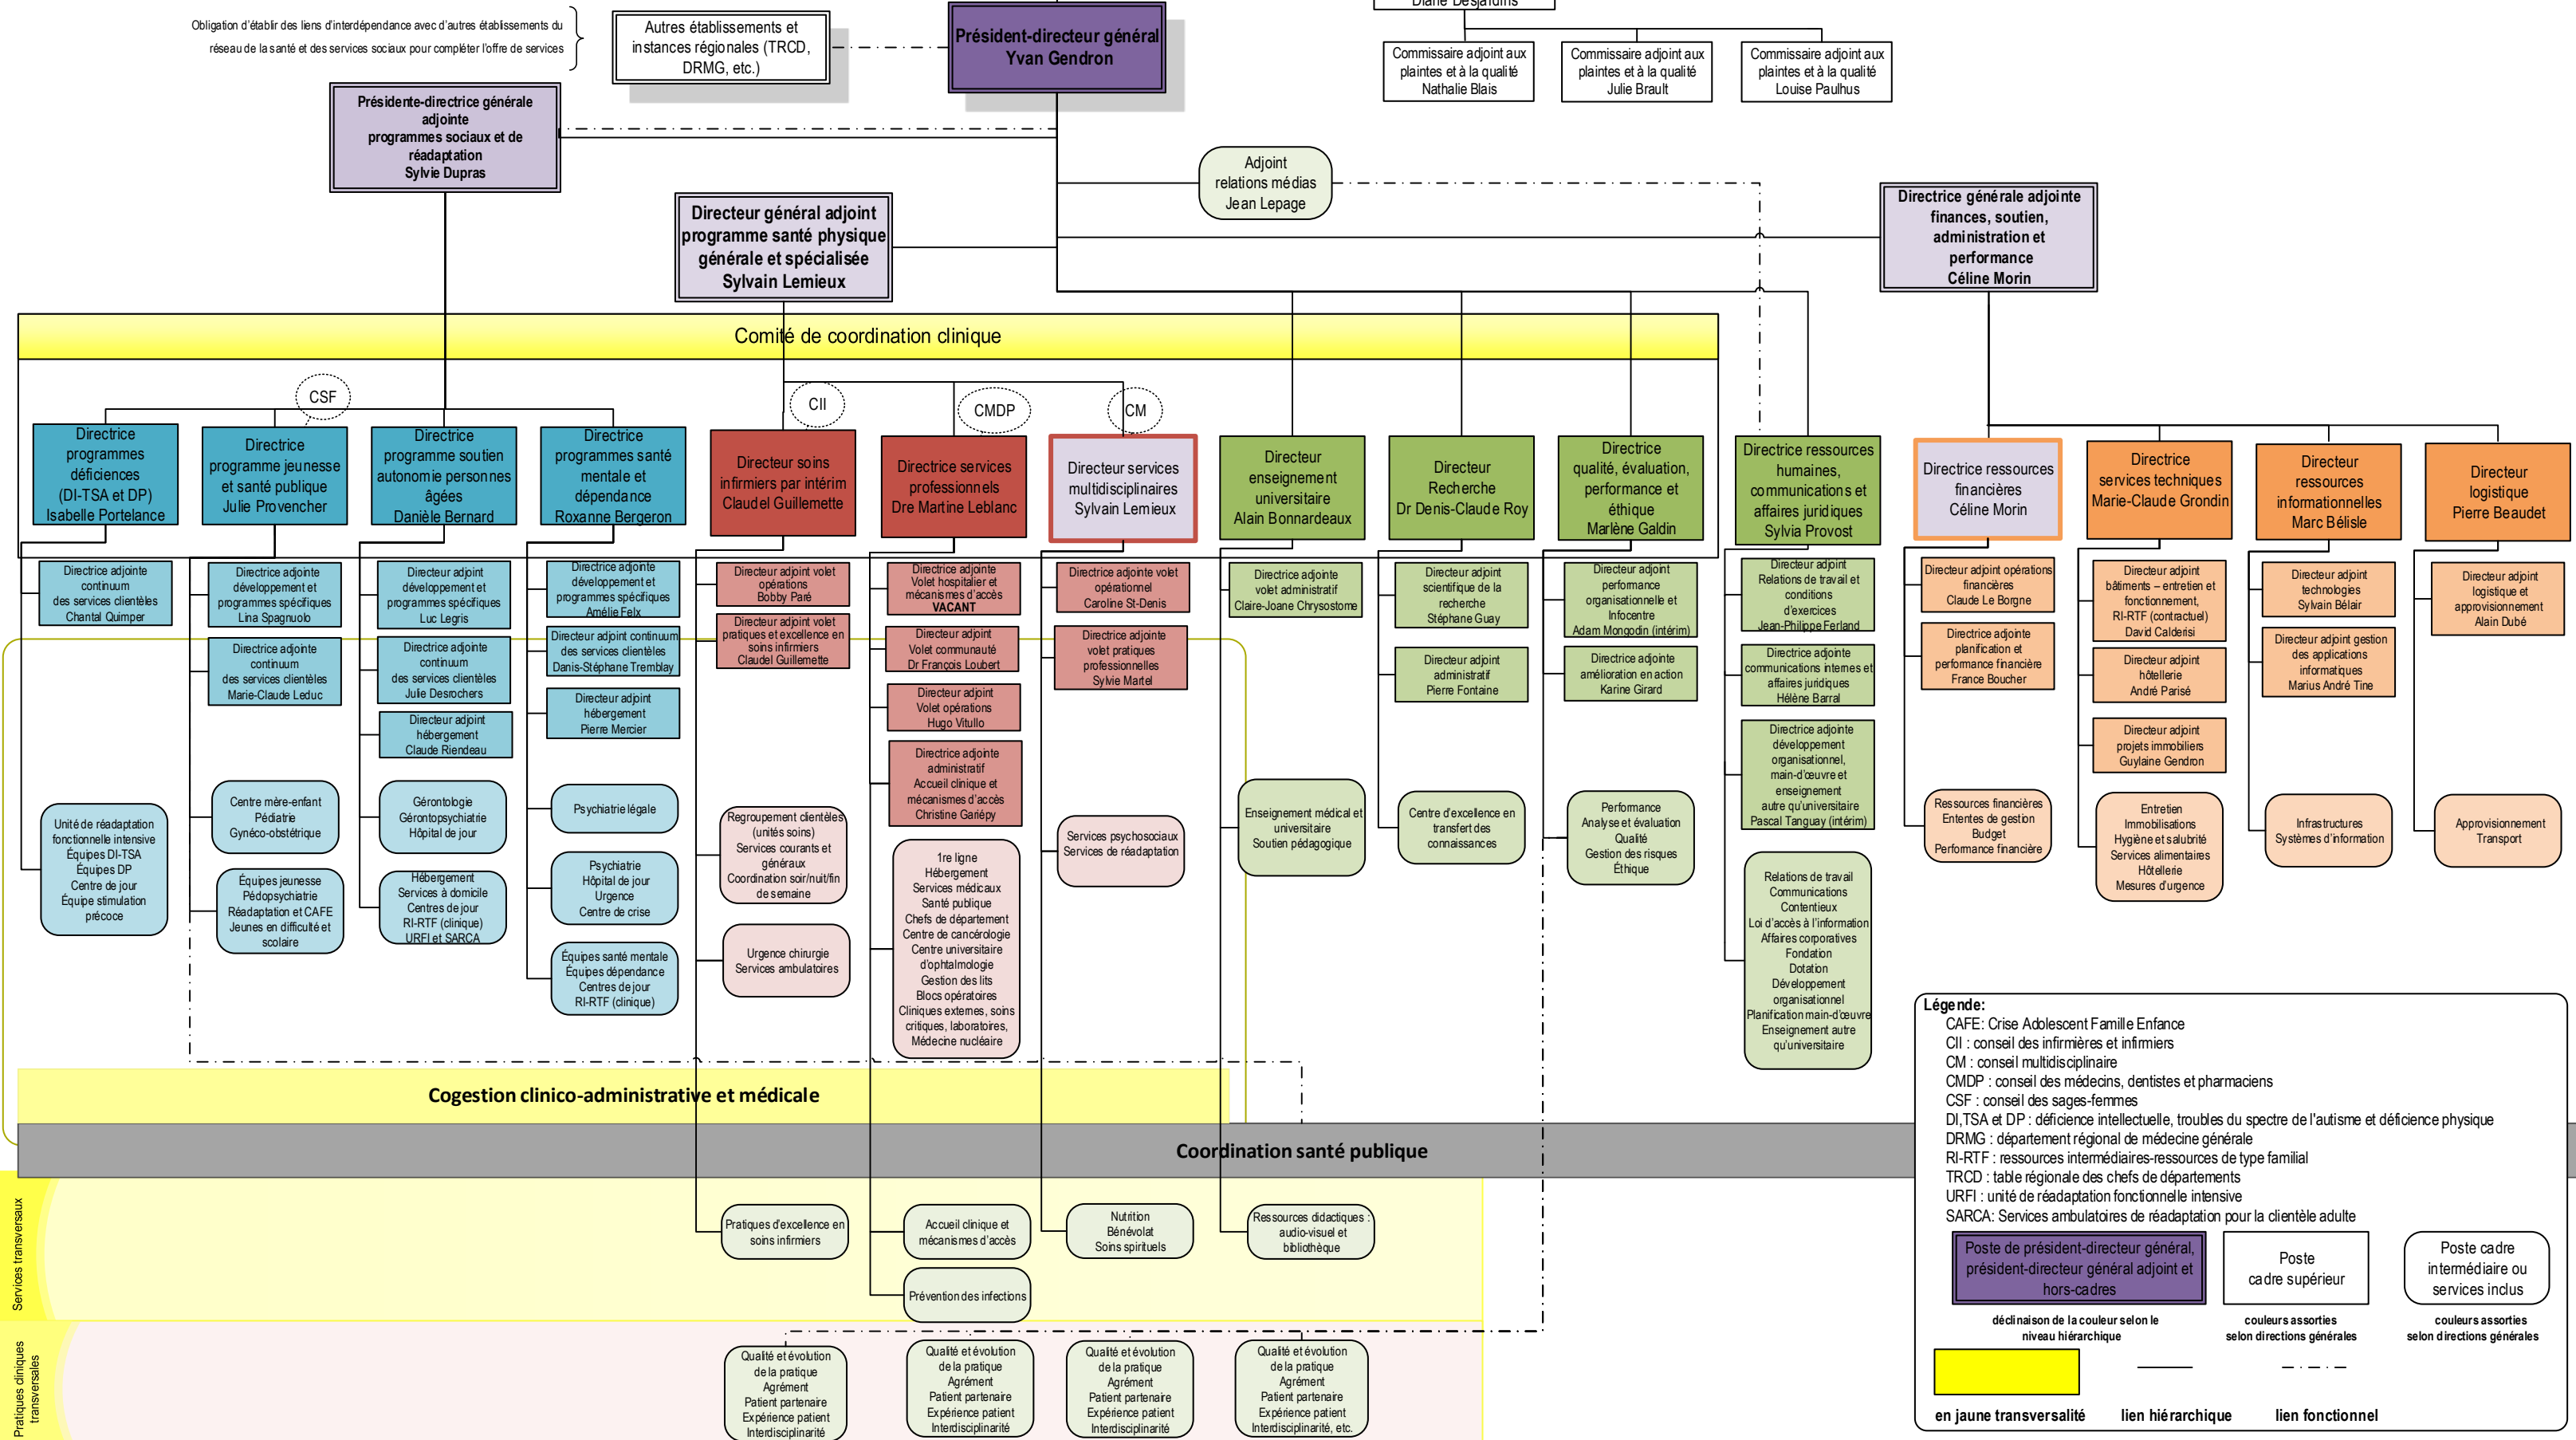 Diane Desjardins
Obligation d'établir des liens d'interdépendance avec d'autres établissements du
réseau de la santé et des services sociaux pour compléter l'offre de services
Autres établissements et
instances régionales (TRCD,
DRMG, etc.)
Président-directeur général
Yvan Gendron
Commissaire adjoint aux
plaintes et à la qualité
Nathalie Blais
Commissaire adjoint aux
plaintes et à la qualité
Julie Brault
Commissaire adjoint aux
plaintes et à la qualité
Louise Paulhus
Présidente-directrice générale
adjointe
programmes sociaux et de
réadaptation
Sylvie Dupras
Adjoint
relations médias
Jean Lepage
Directeur général adjoint
programme santé physique
générale et spécialisée
Sylvain Lemieux
Directrice générale adjointe
finances, soutien,
administration et
performance
Céline Morin
Comité de coordination clinique
CSF
CII
CMDP
CM
Directrice
programmes
déficiences
(DI-TSA et DP)
Isabelle Portelance
Directrice
programme jeunesse
et santé publique
Julie Provencher
Directrice
programme soutien
autonomie personnes
âgées
Danièle Bernard
Directrice
programmes santé
mentale et
dépendance
Roxanne Bergeron
Directeur soins
infirmiers par intérim
Claudel Guillemette
Directrice services
professionnels
Dre Martine Leblanc
Directeur services
multidisciplinaires
Sylvain Lemieux
Directeur
enseignement
universitaire
Alain Bonnardeaux
Directeur
Recherche
Dr Denis-Claude Roy
Directrice
qualité, évaluation,
performance et
éthique
Marlène Galdin
Directrice ressources
humaines,
communications et
affaires juridiques
Sylvia Provost
Directrice ressources
financières
Céline Morin
Directrice
services techniques
Marie-Claude Grondin
Directeur
ressources
informationnelles
Marc Bélisle
Directeur
logistique
Pierre Beaudet
Directrice adjointe
continuum
des services clientèles
Chantal Quimper
Directrice adjointe
développement et
programmes spécifiques
Lina Spagnuolo
Directrice adjointe
continuum
des services clientèles
Marie-Claude Leduc
Directeur adjoint
développement et
programmes spécifiques
Luc Legris
Directrice adjointe
continuum
des services clientèles
Julie Desrochers
Directeur adjoint
hébergement
Claude Riendeau
Directrice adjointe
développement et
programmes spécifiques
Amélie Felx
Directeur adjoint continuum
des services clientèles
Danis-Stéphane Tremblay
Directeur adjoint
hébergement
Pierre Mercier
Directeur adjoint volet
opérations
Bobby Paré
Directeur adjoint volet
pratiques et excellence en
soins infirmiers
Claudel Guillemette
Directrice adjointe
Volet hospitalier et
mécanismes d'accès
VACANT
Directeur adjoint
Volet communauté
Dr François Loubert
Directeur adjoint
Volet opérations
Hugo Vitullo
Directrice adjointe
administratif
Accueil clinique et
mécanismes d'accès
Christine Gariépy
Directrice adjointe volet
opérationnel
Caroline St-Denis
Directrice adjointe
volet pratiques
professionnelles
Sylvie Martel
Directrice adjointe
volet administratif
Claire-Joane Chrysostome
Directeur adjoint
scientifique de la
recherche
Stéphane Guay
Directeur adjoint
administratif
Pierre Fontaine
Directeur adjoint
performance
organisationnelle et
Infocentre
Adam Mongodin (intérim)
Directrice adjointe
amélioration en action
Karine Girard
Directeur adjoint
Relations de travail et
conditions
d'exercices
Jean-Philippe Ferland
Directrice adjointe
communications internes et
affaires juridiques
Hélène Barral
Directrice adjointe
développement
organisationnel,
main-d'œuvre et
enseignement
autre qu'universitaire
Pascal Tanguay (intérim)
Directeur adjoint opérations
financières
Claude Le Borgne
Directrice adjointe
planification et
performance financière
France Boucher
Directeur adjoint
bâtiments – entretien et
fonctionnement,
RI-RTF (contractuel)
David Calderisi
Directeur adjoint
hôtellerie
André Parisé
Directeur adjoint
projets immobiliers
Guylaine Gendron
Directeur adjoint
technologies
Sylvain Bélair
Directeur adjoint gestion
des applications
informatiques
Marius André Tine
Directeur adjoint
logistique et
approvisionnement
Alain Dubé
Unité de réadaptation
fonctionnelle intensive
Équipes DI-TSA
Équipes DP
Centre de jour
Équipe stimulation
précoce
Centre mère-enfant
Pédiatrie
Gynéco-obstétrique
Équipes jeunesse
Pédopsychiatrie
Réadaptation et CAFE
Jeunes en difficulté et
scolaire
Gérontologie
Gérontopsychiatrie
Hôpital de jour
Hébergement
Services à domicile
Centres de jour
RI-RTF (clinique)
URFI et SARCA
Psychiatrie légale
Psychiatrie
Hôpital de jour
Urgence
Centre de crise
Équipes santé mentale
Équipes dépendance
Centres de jour
RI-RTF (clinique)
Regroupement clientèles
(unités soins)
Services courants et
généraux
Coordination soir/nuit/fin
de semaine
Urgence chirurgie
Services ambulatoires
1re ligne
Hébergement
Services médicaux
Santé publique
Chefs de département
Centre de cancérologie
Centre universitaire
d'ophtalmologie
Gestion des lits
Blocs opératoires
Cliniques externes, soins
critiques, laboratoires,
Médecine nucléaire
Services psychosociaux
Services de réadaptation
Enseignement médical et
universitaire
Soutien pédagogique
Centre d'excellence en
transfert des
connaissances
Performance
Analyse et évaluation
Qualité
Gestion des risques
Éthique
Relations de travail
Communications
Contentieux
Loi d'accès à l'information
Affaires corporatives
Fondation
Dotation
Développement
organisationnel
Planification main-d'œuvre
Enseignement autre
qu'universitaire
Ressources financières
Ententes de gestion
Budget
Performance financière
Entretien
Immobilisations
Hygiène et salubrité
Services alimentaires
Hôtellerie
Mesures d'urgence
Infrastructures
Systèmes d'information
Approvisionnement
Transport
Cogestion clinico-administrative et médicale
Coordination santé publique
Services transversaux
Pratiques d'excellence en
soins infirmiers
Accueil clinique et
mécanismes d'accès
Prévention des infections
Nutrition
Bénévolat
Soins spirituels
Ressources didactiques :
audio-visuel et
bibliothèque
Pratiques cliniques
transversales
Qualité et évolution
de la pratique
Agrément
Patient partenaire
Expérience patient
Interdisciplinarité
Qualité et évolution
de la pratique
Agrément
Patient partenaire
Expérience patient
Interdisciplinarité
Qualité et évolution
de la pratique
Agrément
Patient partenaire
Expérience patient
Interdisciplinarité
Qualité et évolution
de la pratique
Agrément
Patient partenaire
Expérience patient
Interdisciplinarité, etc.
Légende:
CAFE: Crise Adolescent Famille Enfance
CII : conseil des infirmières et infirmiers
CM : conseil multidisciplinaire
CMDP : conseil des médecins, dentistes et pharmaciens
CSF : conseil des sages-femmes
DI,TSA et DP : déficience intellectuelle, troubles du spectre de l'autisme et déficience physique
DRMG : département régional de médecine générale
RI-RTF : ressources intermédiaires-ressources de type familial
TRCD : table régionale des chefs de départements
URFI : unité de réadaptation fonctionnelle intensive
SARCA: Services ambulatoires de réadaptation pour la clientèle adulte
Poste de président-directeur général,
président-directeur général adjoint et
hors-cadres
Poste
cadre supérieur
Poste cadre
intermédiaire ou
services inclus
déclinaison de la couleur selon le
niveau hiérarchique
couleurs assorties
selon directions générales
couleurs assorties
selon directions générales
en jaune transversalité
lien hiérarchique
lien fonctionnel